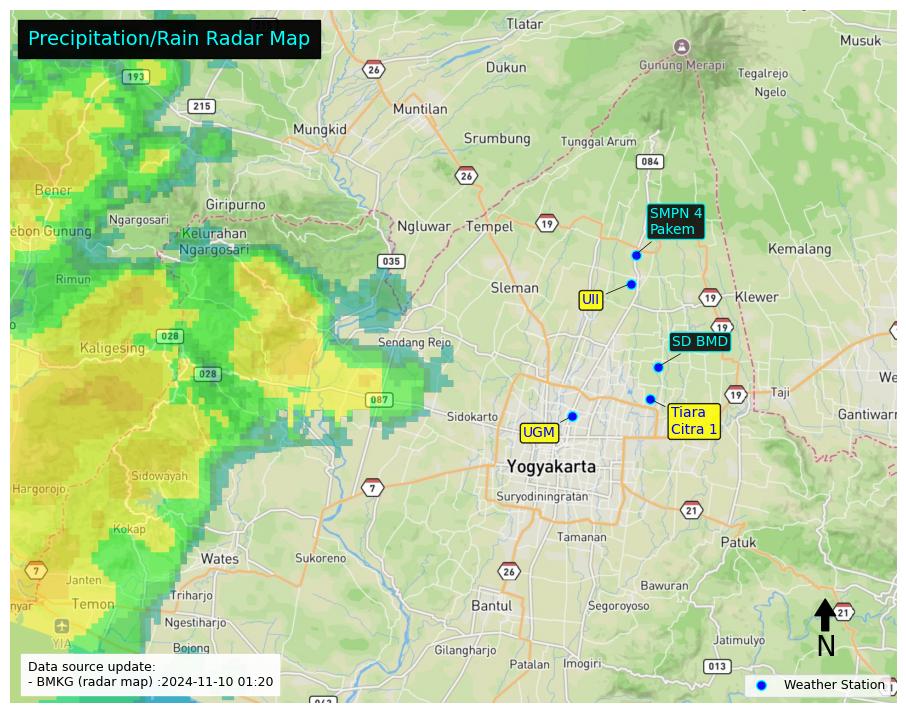 Precipitation/Rain Radar Map
Tlatar
Musuk
26
Gunung Merapi
193
Dukun
Tegalrejo
Ngelo
215
Muntilan
Mungkid
Srumbung
Tunggal Arum
084
26
Bener
Giripurno
SMPN 4
Pakem
Ngargosari
Ngluwar
Tempel
19
ebon Gunung
Kelurahan
Ngargosari
Kemalang
035
Rimun
Sleman
UII
19
Klewer
19
028
Kaligesing
Sendang Rejo
SD BMD
028
We
087
19
Taji
Sidokarto
Tiara
Citra 1
Gantiwarn
UGM
Yogyakarta
Sidowayah
Hargorojo
7
Suryodiningratan
21
Kokap
Tamanan
Patuk
Wates
Sukoreno
7
26
Janten
Bawuran
nyar
Temon
Triharjo
Bantul
Segoroyoso
21
Ngestiharjo
YIA
Jatimulyo
N
Bojong
Gilangharjo
Patalan
Imogiri
013
Data source update:
- BMKG (radar map) :2024-11-10 01:20
Weather Station